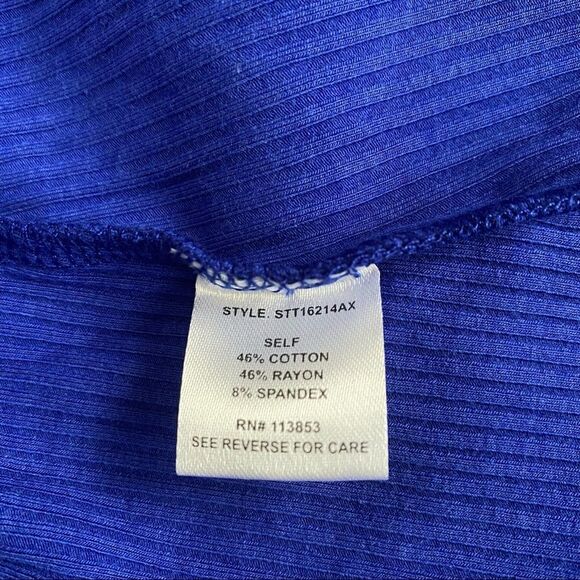 STYLE. STT16214AX
SELF
46% COTTON
46% RAYON
8% SPANDEX
RN# 113853
SEE REVERSE FOR CARE